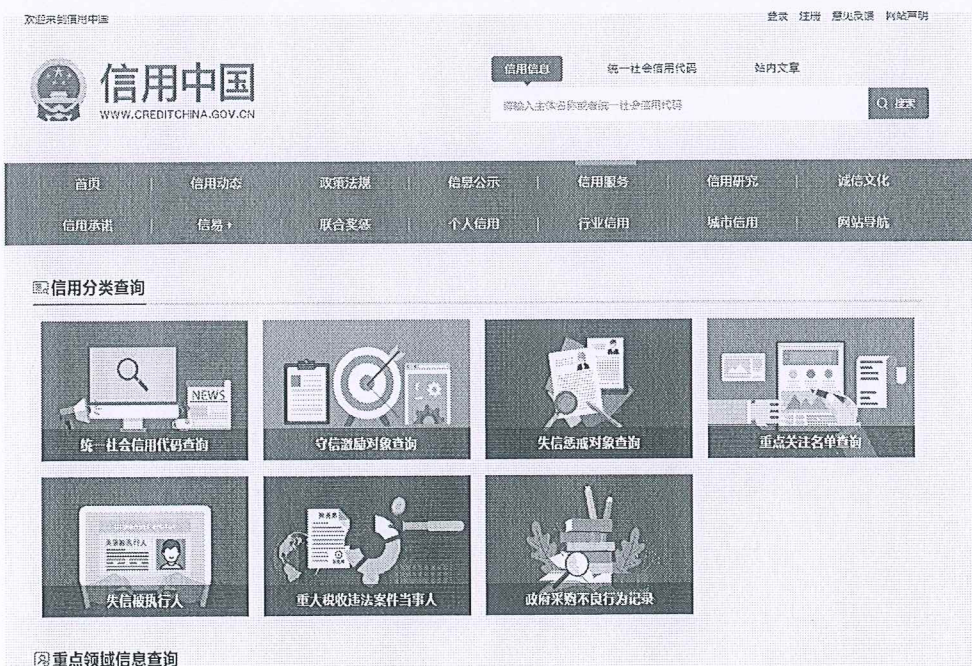 欢迎来到信用中国
登录 注册 意见反馈 网站声明
信用中国
WWW.CREDITCHINA.GOV.CN
信用信息 统一社会信用代码 站内文章
请输入主体名称或者统一社会信用代码
搜索
首页 信用动态 政策法规 信息公示 信用服务 信用研究 诚信文化
信用承诺 信易+ 联合奖惩 个人信用 行业信用 城市信用 网站导航
信用分类查询
NEWS
统一社会信用代码查询 守信激励对象查询 失信惩戒对象查询 重点关注名单查询
失信被执行人
税务局
失信被执行人 重大税收违法案件当事人 政府采购不良行为记录
重点领域信息查询